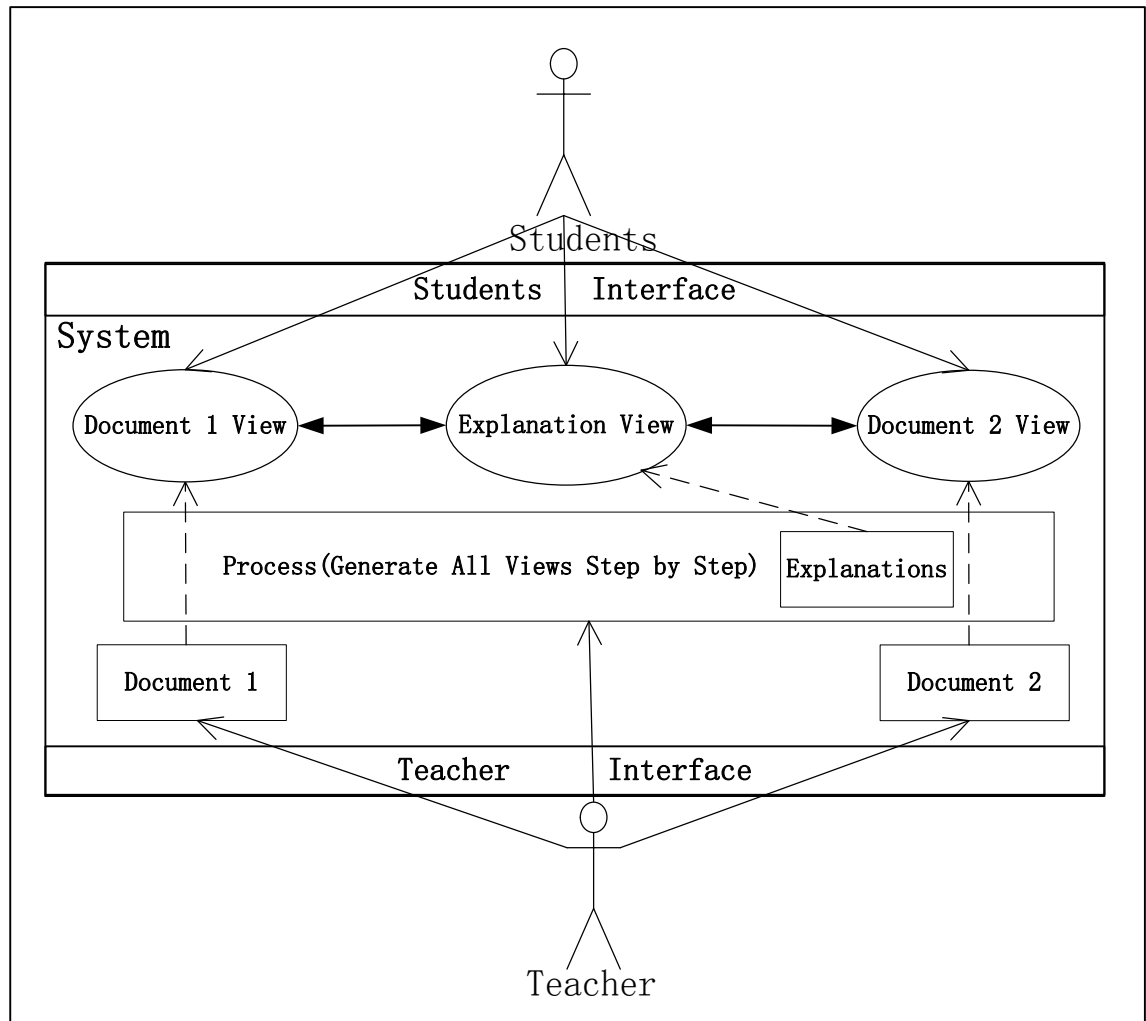 Students
Students Interface
System
Document 1 View
Explanation View
Document 2 View
Process(Generate All Views Step by Step)
Explanations
Document 1
Document 2
Teacher Interface
Teacher